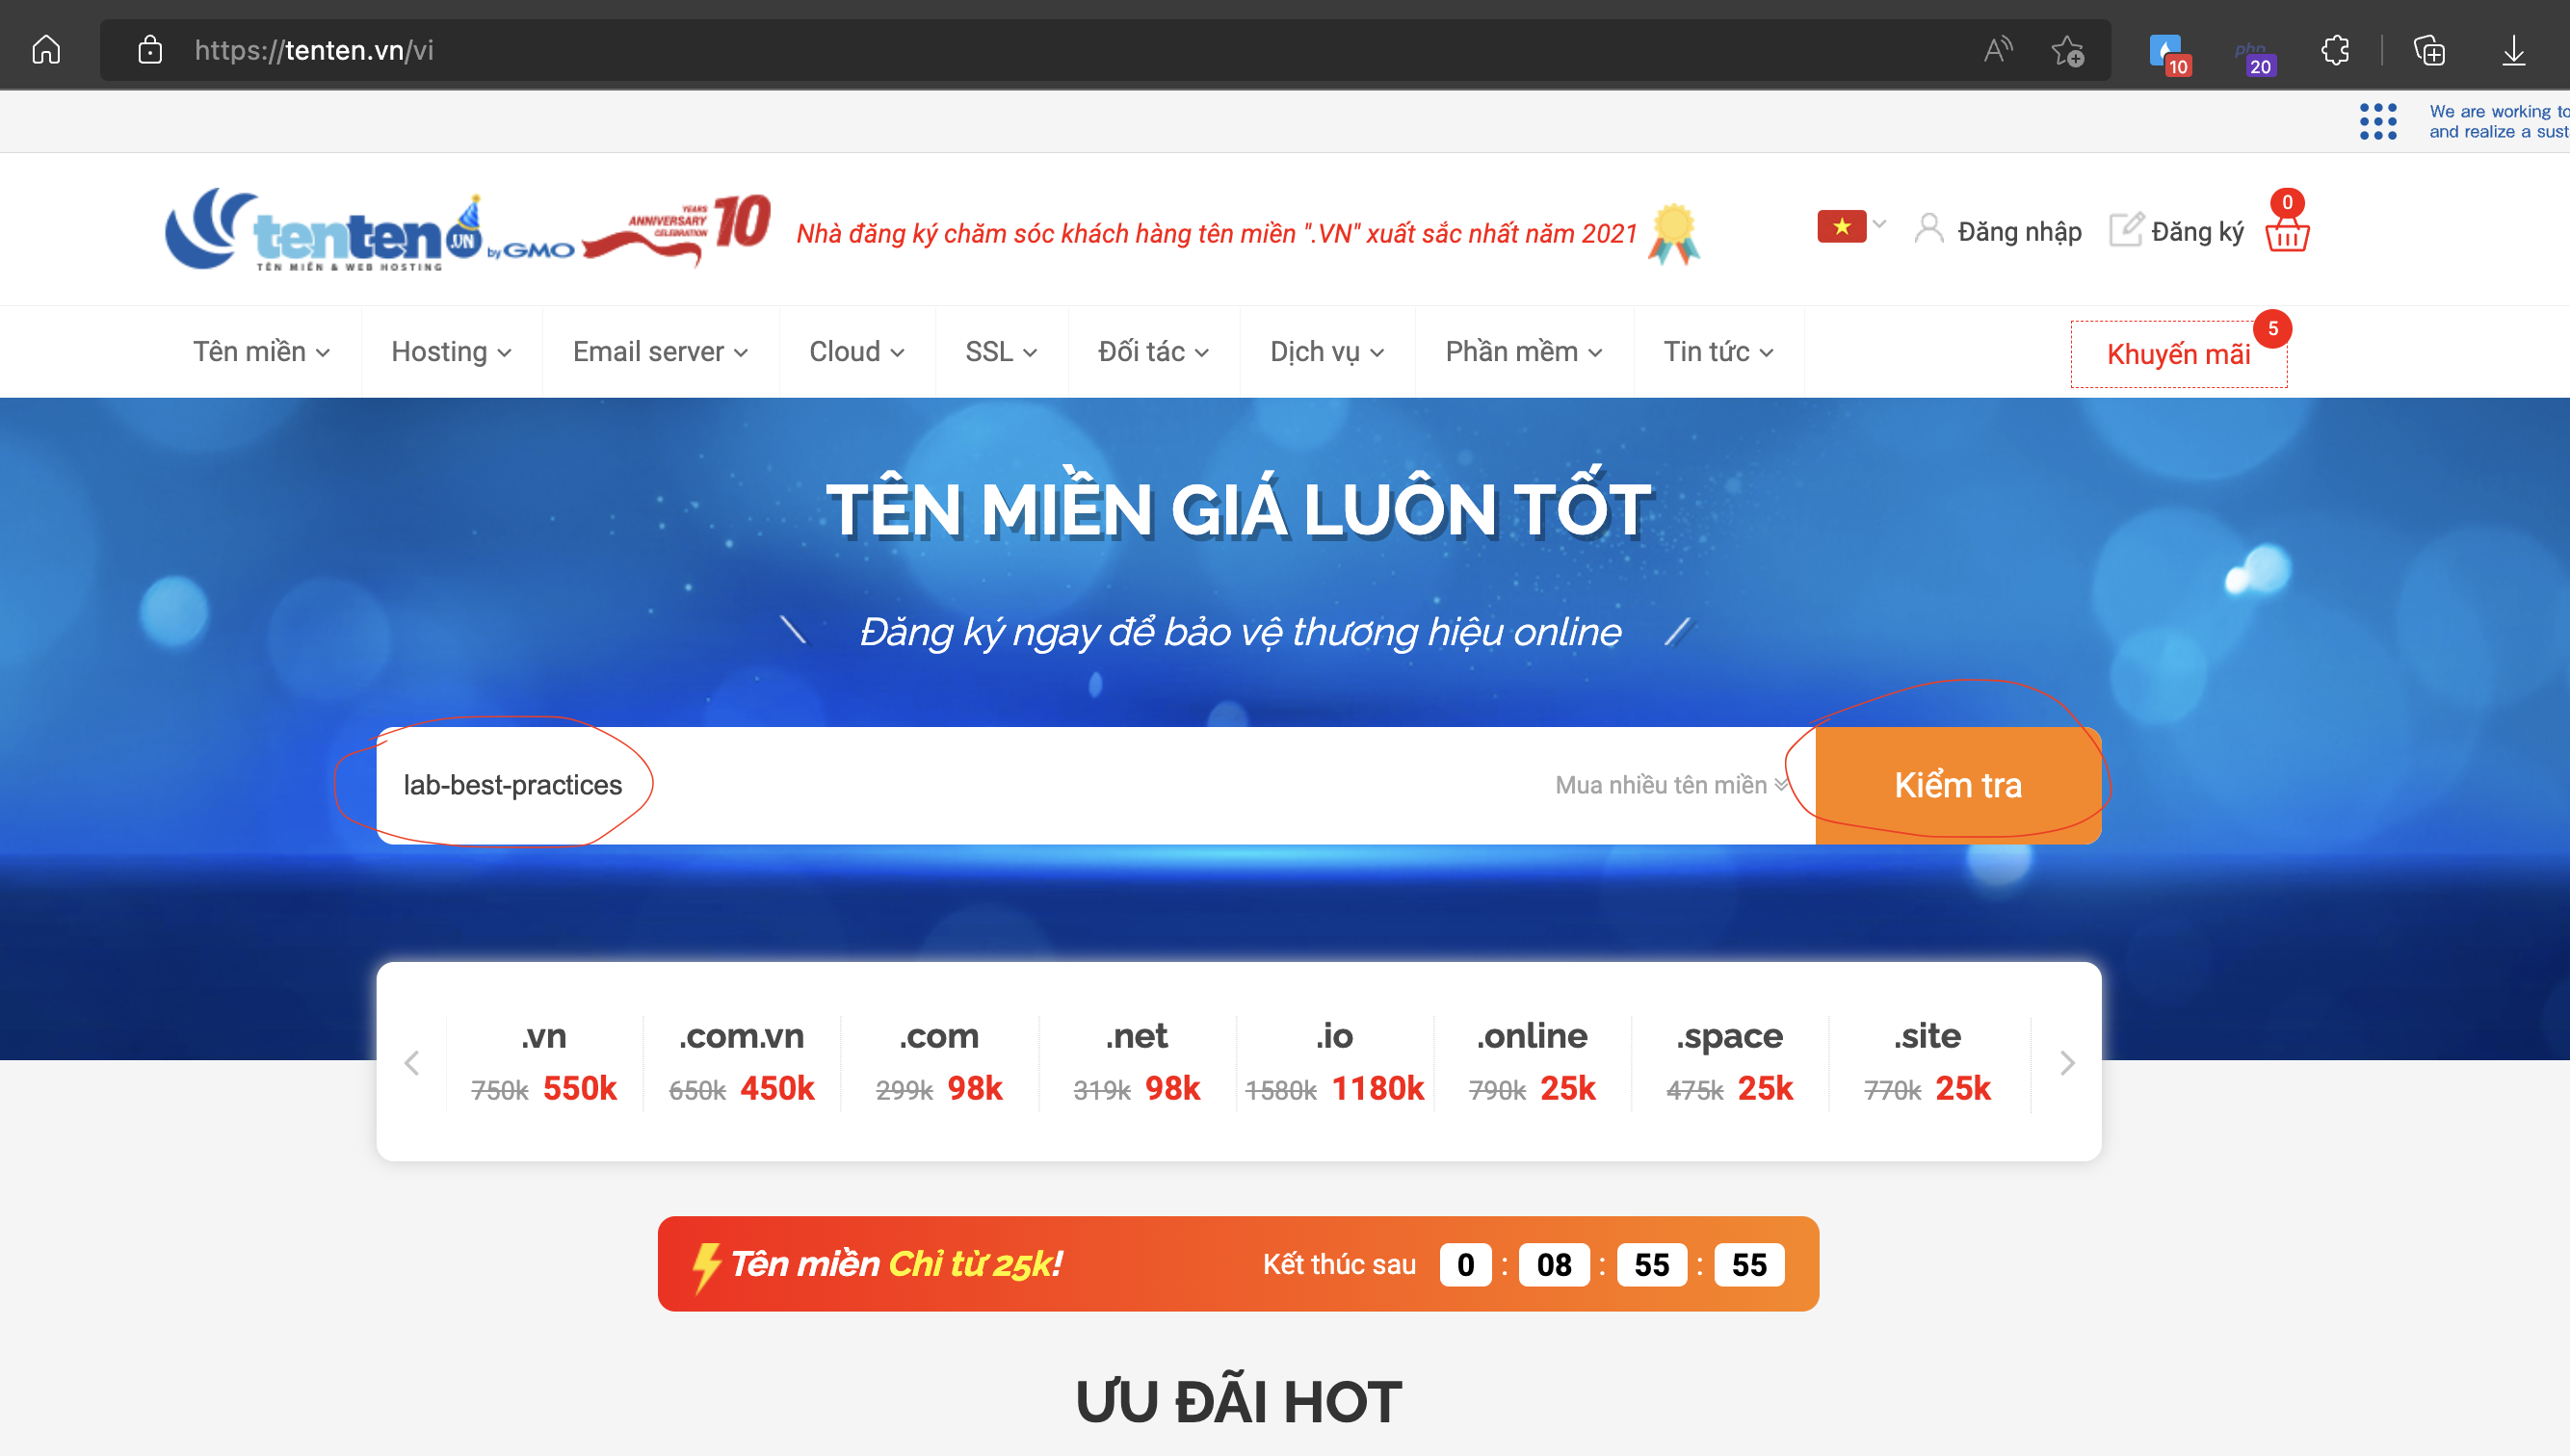 https://tenten.vn/vi
10
php
20
We are working to
and realize a sust
tenten.VN by GMO
TÊN MIỀN & WEB HOSTING
YEARS
ANNIVERSARY
CELEBRATION
10
Nhà đăng ký chăm sóc khách hàng tên miền ".VN" xuất sắc nhất năm 2021
Đăng nhập
Đăng ký
0
Tên miền
Hosting
Email server
Cloud
SSL
Đối tác
Dịch vụ
Phần mềm
Tin tức
Khuyến mãi
5
TÊN MIỀN GIÁ LUÔN TỐT
Đăng ký ngay để bảo vệ thương hiệu online
lab-best-practices
Mua nhiều tên miền
Kiểm tra
.vn
750k 550k
.com.vn
650k 450k
.com
299k 98k
.net
319k 98k
.io
1580k 1180k
.online
790k 25k
.space
475k 25k
.site
770k 25k
Tên miền Chỉ từ 25k!
Kết thúc sau 0 : 08 : 55 : 55
ƯU ĐÃI HOT